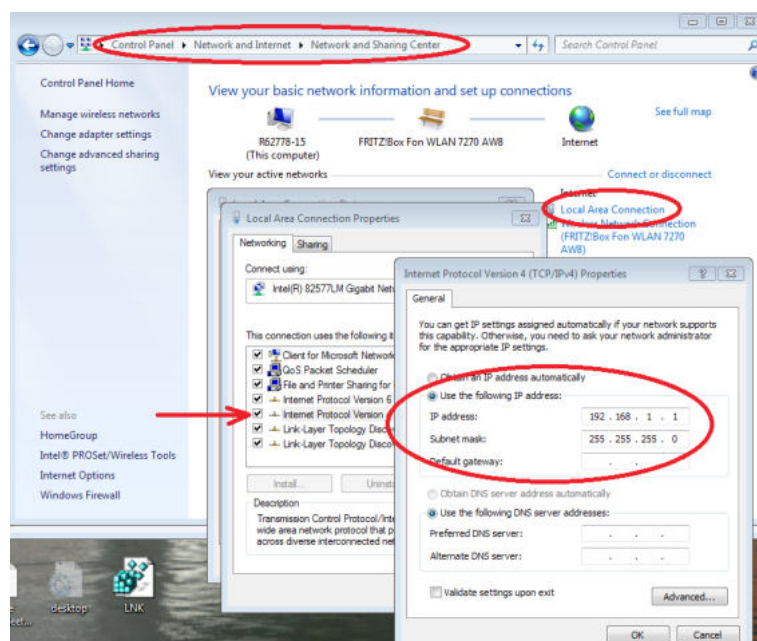 Control Panel ▸ Network and Internet ▸ Network and Sharing Center
Search Control Panel
Control Panel Home
Manage wireless networks
Change adapter settings
Change advanced sharing
settings
See also
HomeGroup
Intel® PROSet/Wireless Tools
Internet Options
Windows Firewall
View your basic network information and set up connections
See full map
R62778-15
(This computer)
FRITZ!Box Fon WLAN 7270 AWB
Internet
View your active networks
Connect or disconnect
Internet
Local Area Connection
Wireless Network Connection
(FRITZ!Box Fon WLAN 7270
AWB)
Local Area Connection Properties
Networking
Sharing
Connect using:
Intel(R) 82577LM Gigabit Net
This connection uses the following it
Client for Microsoft Network
QoS Packet Scheduler
File and Printer Sharing for
Internet Protocol Version 6
Internet Protocol Version
Link-Layer Topology Disco
Link-Layer Topology Disco
Install...
Uninst
Description
Transmission Control Protocol/Inte
wide area network protocol that p
across diverse interconnected net
Internet Protocol Version 4 (TCP/IPv4) Properties
General
You can get IP settings assigned automatically if your network supports
this capability. Otherwise, you need to ask your network administrator
for the appropriate IP settings.
Obtain an IP address automatically
Use the following IP address:
IP address: 192 . 168 . 1 . 1
Subnet mask: 255 . 255 . 255 . 0
Default gateway: . . .
Obtain DNS server address automatically
Use the following DNS server addresses:
Preferred DNS server: . . .
Alternate DNS server: . . .
Validate settings upon exit
Advanced...
OK
Cancel
desktop
LNK